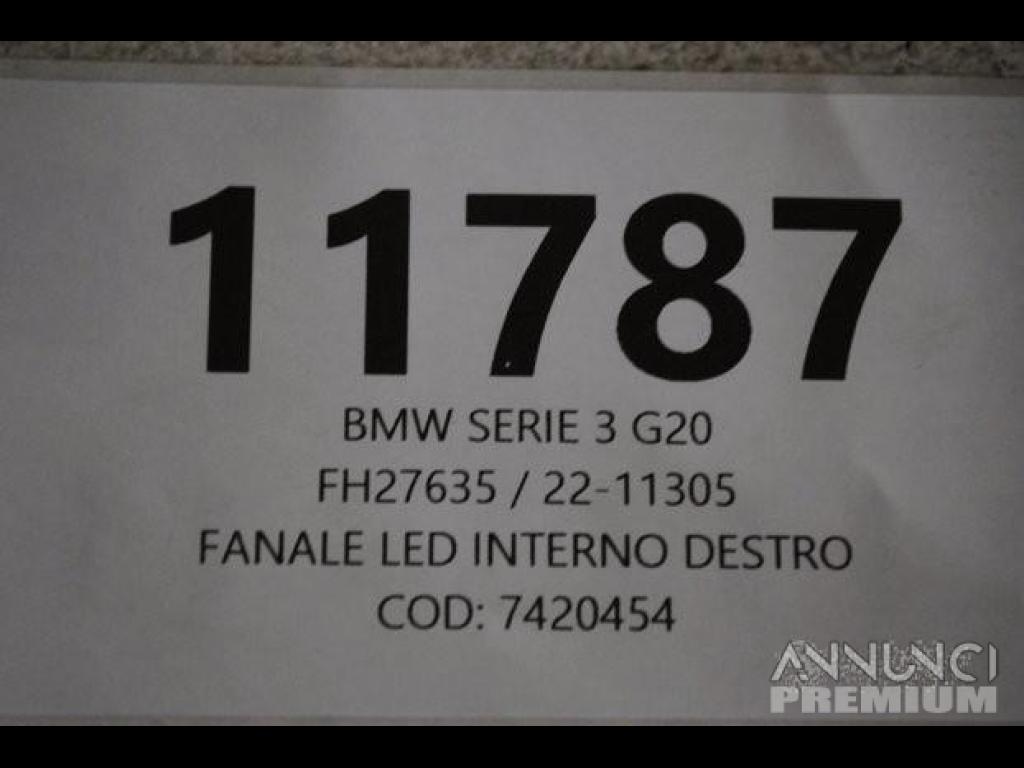 11787
BMW SERIE 3 G20
FH27635 / 22-11305
FANALE LED INTERNO DESTRO
COD: 7420454
ANNUNCI
PREMIUM